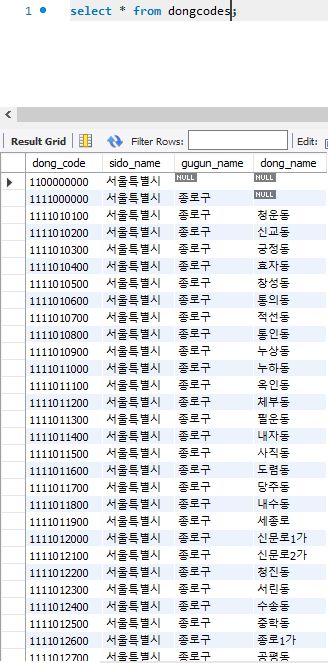 1 select * from dongcodes;
Result Grid Filter Rows: Edit:
dong_code sido_name gugun_name dong_name
1100000000 서울특별시 NULL NULL
1111000000 서울특별시 종로구 NULL
1111010100 서울특별시 종로구 청운동
1111010200 서울특별시 종로구 신교동
1111010300 서울특별시 종로구 궁정동
1111010400 서울특별시 종로구 효자동
1111010500 서울특별시 종로구 창성동
1111010600 서울특별시 종로구 통의동
1111010700 서울특별시 종로구 적선동
1111010800 서울특별시 종로구 통인동
1111010900 서울특별시 종로구 누상동
1111011000 서울특별시 종로구 누하동
1111011100 서울특별시 종로구 옥인동
1111011200 서울특별시 종로구 체부동
1111011300 서울특별시 종로구 필운동
1111011400 서울특별시 종로구 내자동
1111011500 서울특별시 종로구 사직동
1111011600 서울특별시 종로구 도렴동
1111011700 서울특별시 종로구 당주동
1111011800 서울특별시 종로구 내수동
1111011900 서울특별시 종로구 세종로
1111012000 서울특별시 종로구 신문로1가
1111012100 서울특별시 종로구 신문로2가
1111012200 서울특별시 종로구 청진동
1111012300 서울특별시 종로구 서린동
1111012400 서울특별시 종로구 수송동
1111012500 서울특별시 종로구 중학동
1111012600 서울특별시 종로구 종로1가
1111012700 서울특별시 종로구 공평동